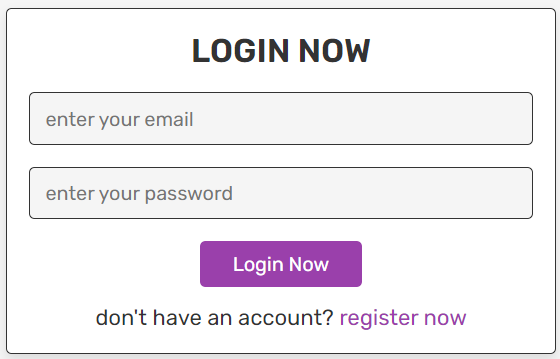 LOGIN NOW
enter your email
enter your password
Login Now
don't have an account? register now